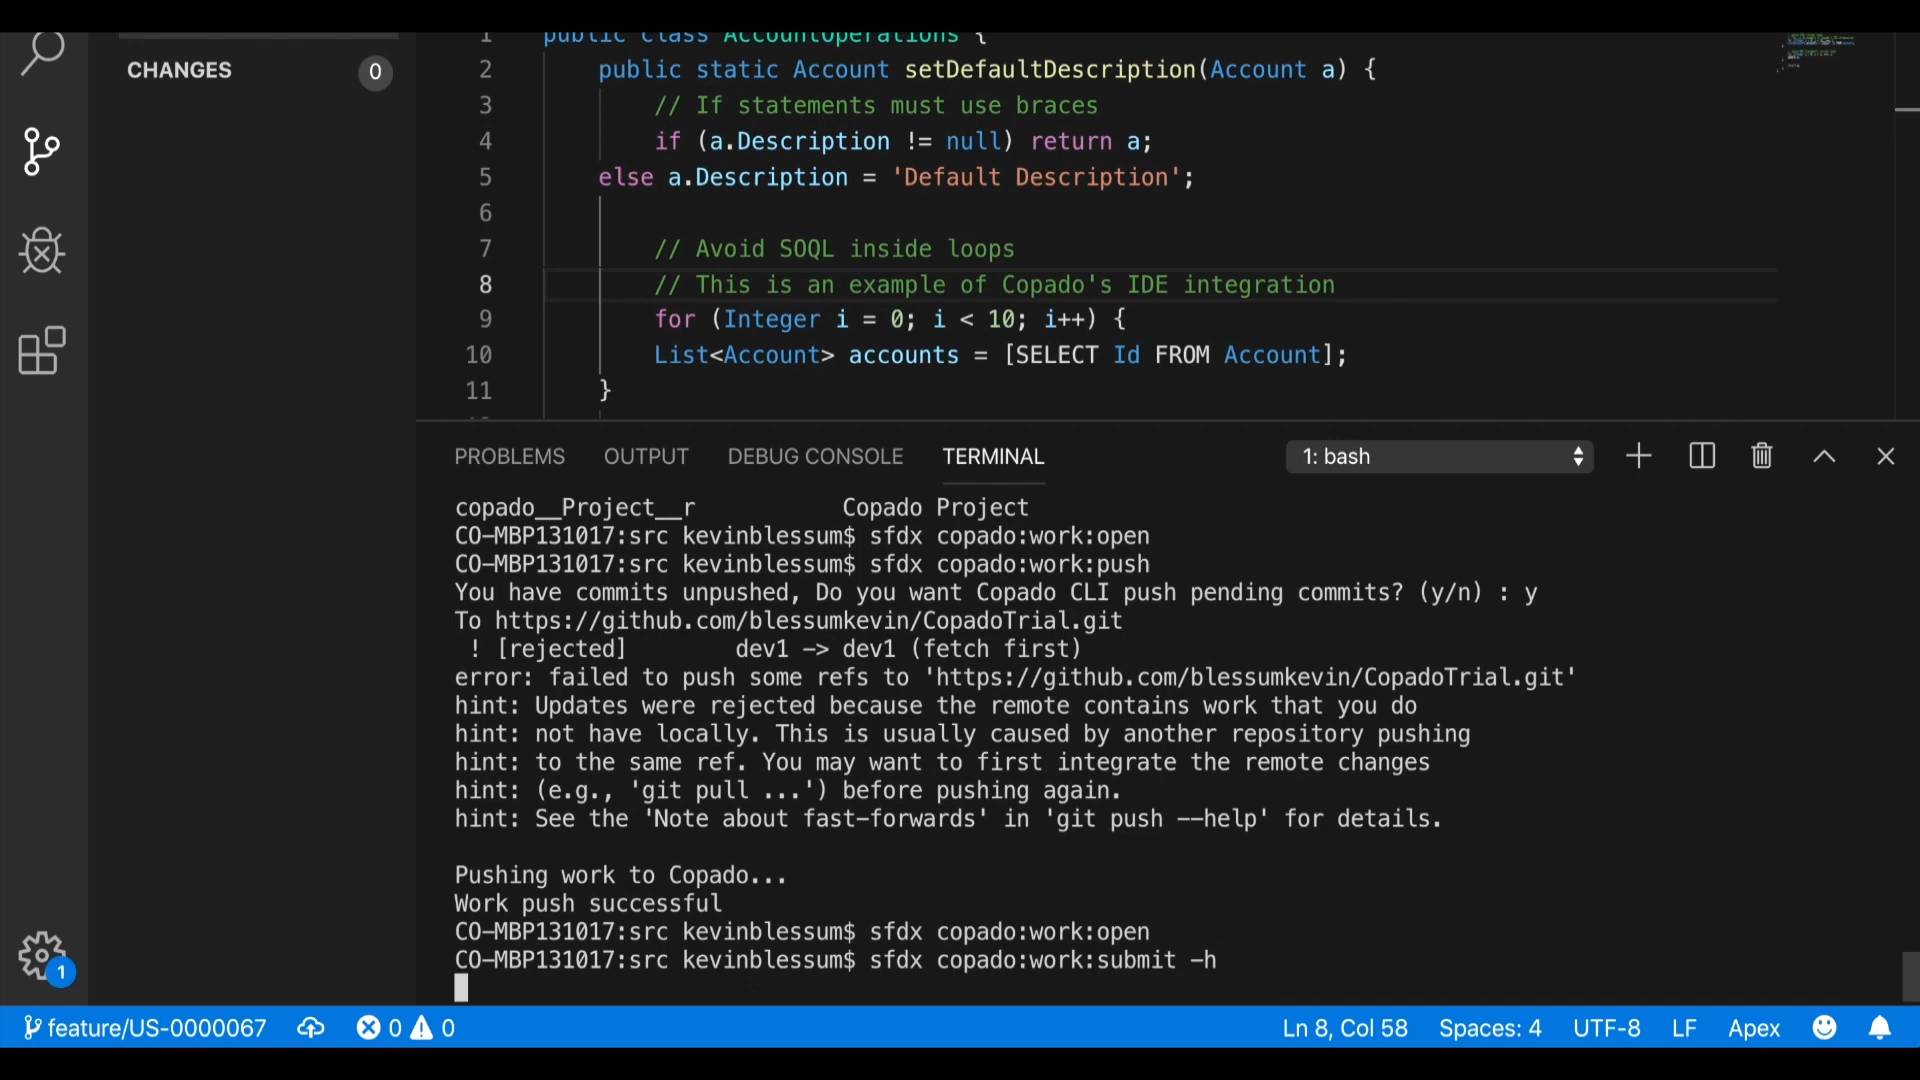 CHANGES 0
1 public class AccountOperations {
2 public static Account setDefaultDescription(Account a) {
3 // If statements must use braces
4 if (a.Description != null) return a;
5 else a.Description = 'Default Description';
6
7 // Avoid SOQL inside loops
8 // This is an example of Copado's IDE integration
9 for (Integer i = 0; i < 10; i++) {
10 List<Account> accounts = [SELECT Id FROM Account];
11 }
PROBLEMS OUTPUT DEBUG CONSOLE TERMINAL 1: bash
copado__Project__r Copado Project
CO-MBP131017:src kevinblessum$ sfdx copado:work:open
CO-MBP131017:src kevinblessum$ sfdx copado:work:push
You have commits unpushed, Do you want Copado CLI push pending commits? (y/n) : y
To https://github.com/blessumkevin/CopadoTrial.git
! [rejected] dev1 -> dev1 (fetch first)
error: failed to push some refs to 'https://github.com/blessumkevin/CopadoTrial.git'
hint: Updates were rejected because the remote contains work that you do
hint: not have locally. This is usually caused by another repository pushing
hint: to the same ref. You may want to first integrate the remote changes
hint: (e.g., 'git pull ...') before pushing again.
hint: See the 'Note about fast-forwards' in 'git push --help' for details.
Pushing work to Copado...
Work push successful
CO-MBP131017:src kevinblessum$ sfdx copado:work:open
CO-MBP131017:src kevinblessum$ sfdx copado:work:submit -h
1
feature/US-0000067 0 0 Ln 8, Col 58 Spaces: 4 UTF-8 LF Apex